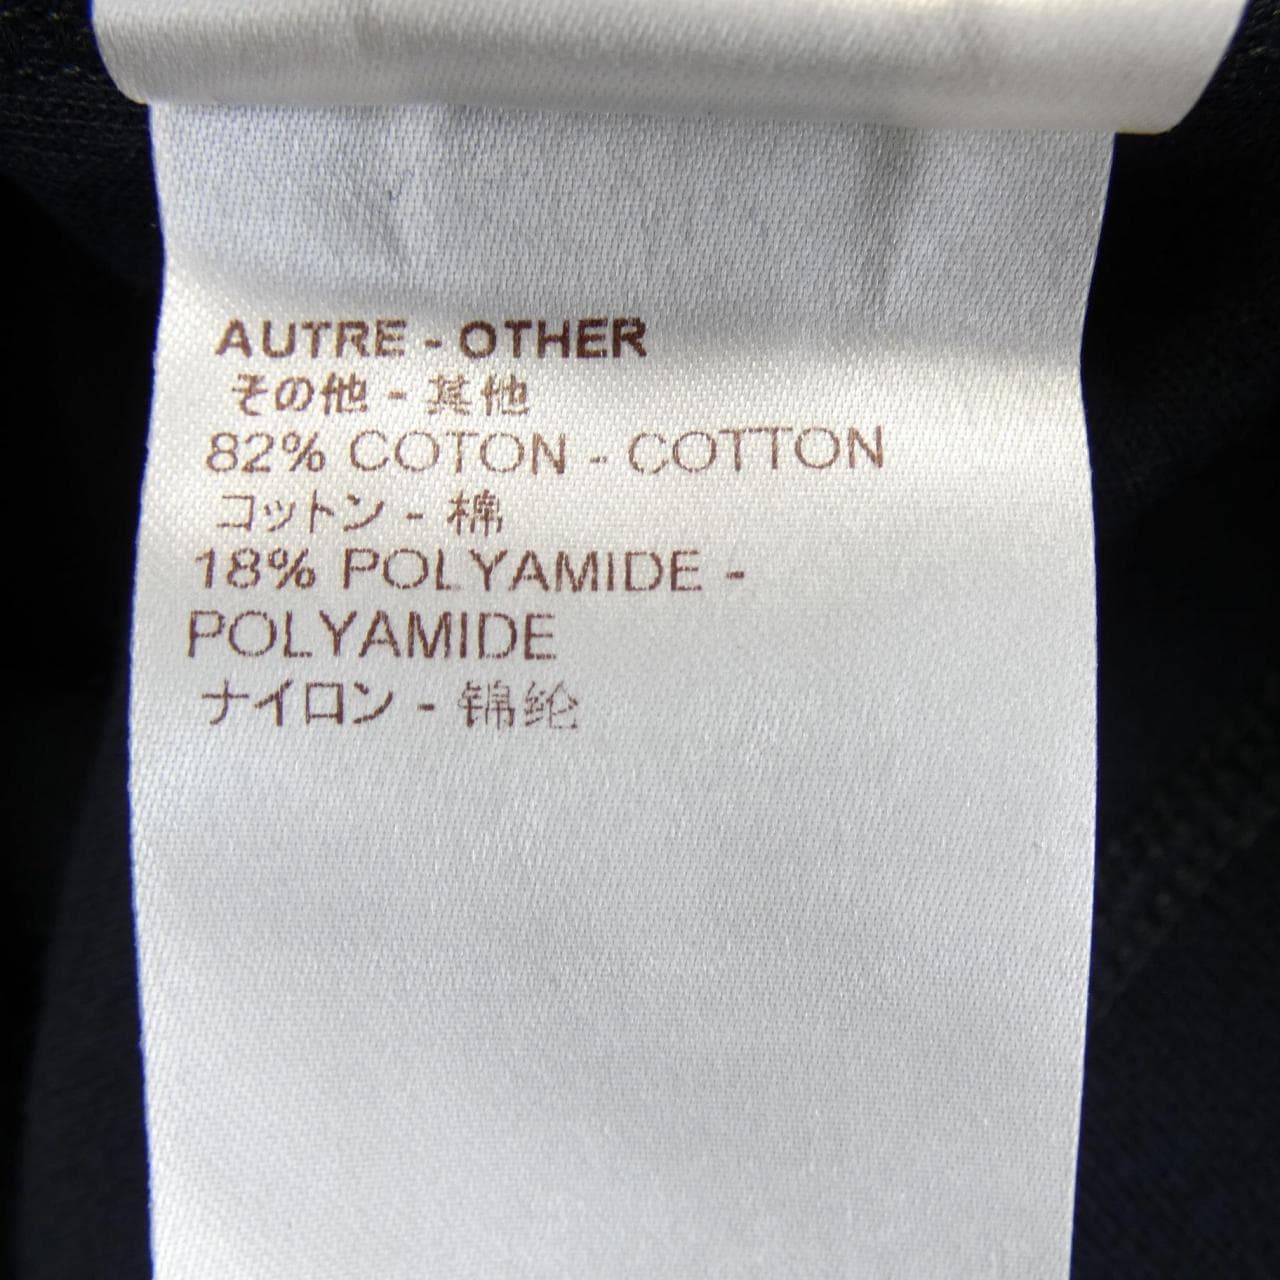 AUTRE - OTHER
その他 - 其他
82% COTON - COTTON
コットン - 棉
18% POLYAMIDE -
POLYAMIDE
ナイロン - 锦纶